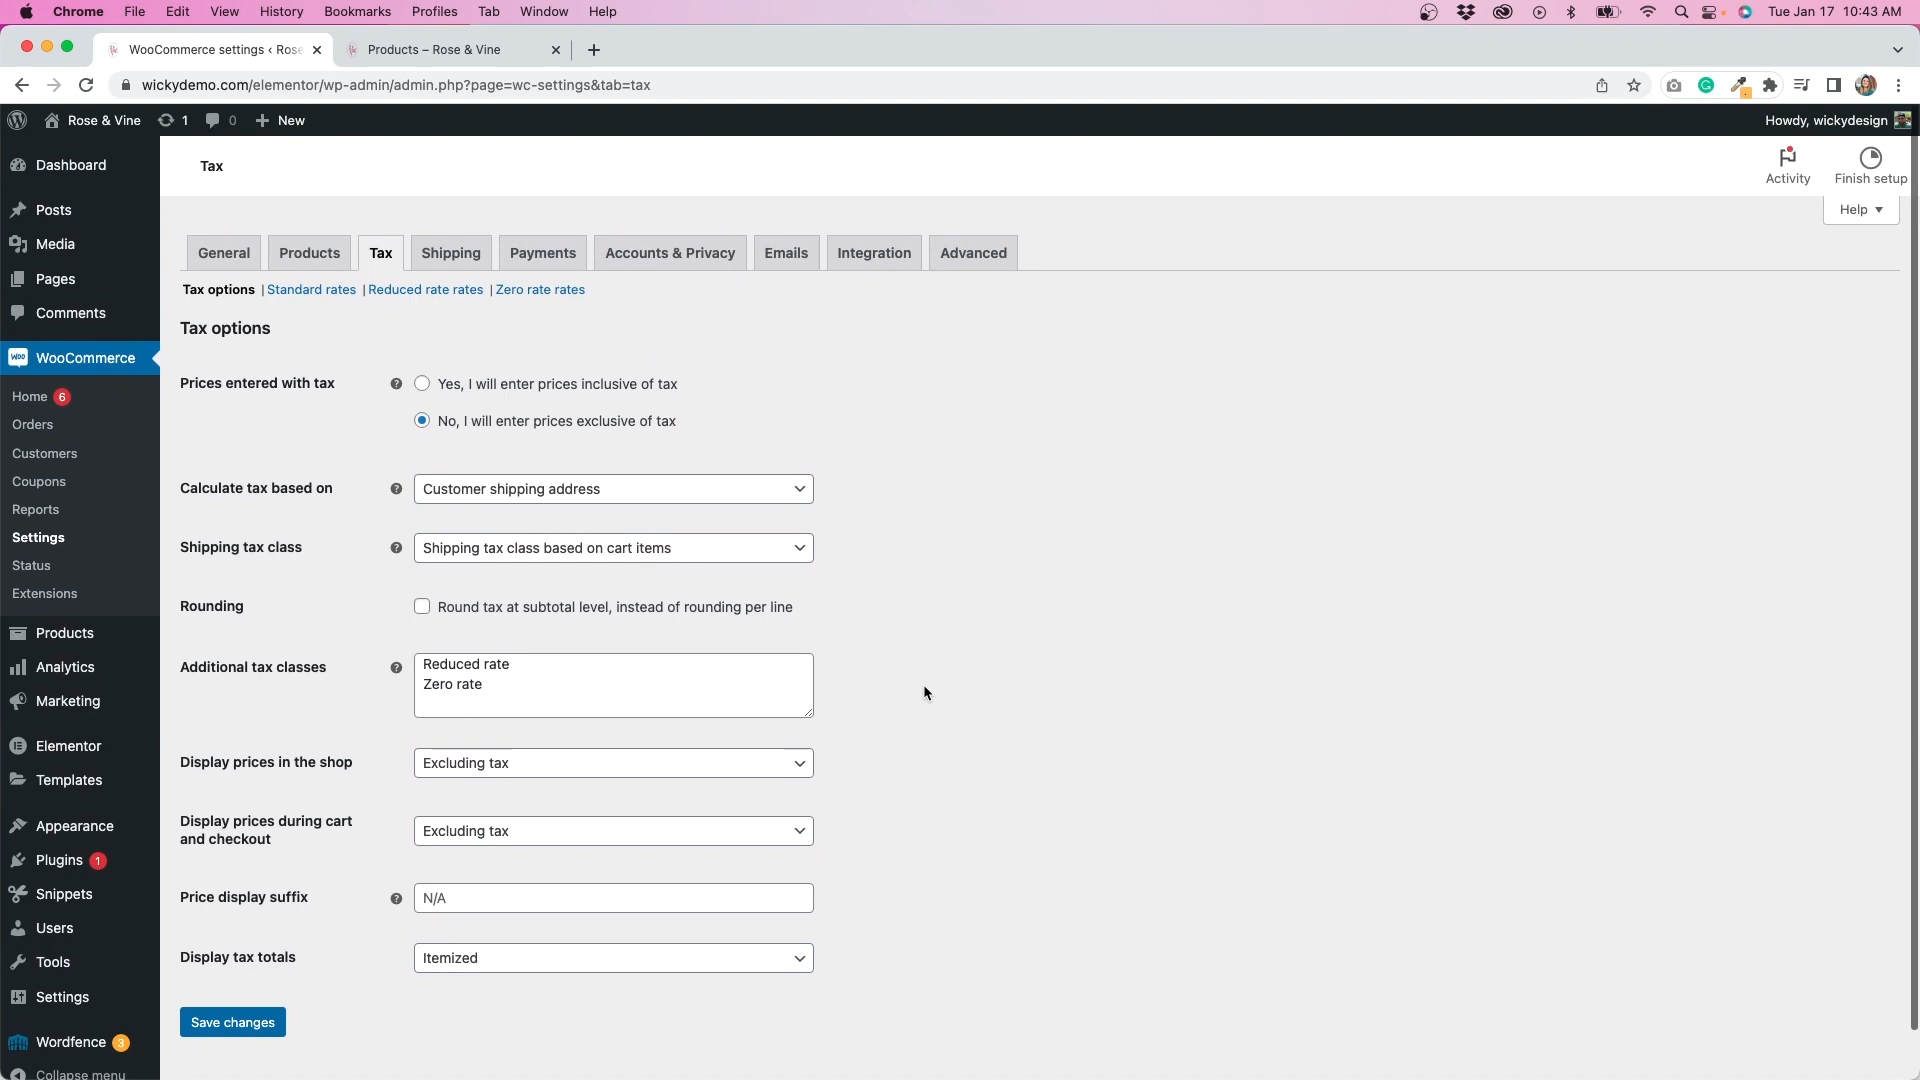 Chrome File Edit View History Bookmarks Profiles Tab Window Help Tue Jan 17 10:43 AM
WooCommerce settings ‹ Rose Products – Rose & Vine
wickydemo.com/elementor/wp-admin/admin.php?page=wc-settings&tab=tax
Rose & Vine 1 0 New Howdy, wickydesign
Dashboard
Posts
Media
Pages
Comments
WooCommerce
Home 6
Orders
Customers
Coupons
Reports
Settings
Status
Extensions
Products
Analytics
Marketing
Elementor
Templates
Appearance
Plugins 1
Snippets
Users
Tools
Settings
Wordfence 3
Collapse menu
Tax
Activity Finish setup
Help
General Products Tax Shipping Payments Accounts & Privacy Emails Integration Advanced
Tax options | Standard rates | Reduced rate rates | Zero rate rates
Tax options
Prices entered with tax Yes, I will enter prices inclusive of tax
No, I will enter prices exclusive of tax
Calculate tax based on Customer shipping address
Shipping tax class Shipping tax class based on cart items
Rounding Round tax at subtotal level, instead of rounding per line
Additional tax classes Reduced rate
Zero rate
Display prices in the shop Excluding tax
Display prices during cart
and checkout Excluding tax
Price display suffix N/A
Display tax totals Itemized
Save changes